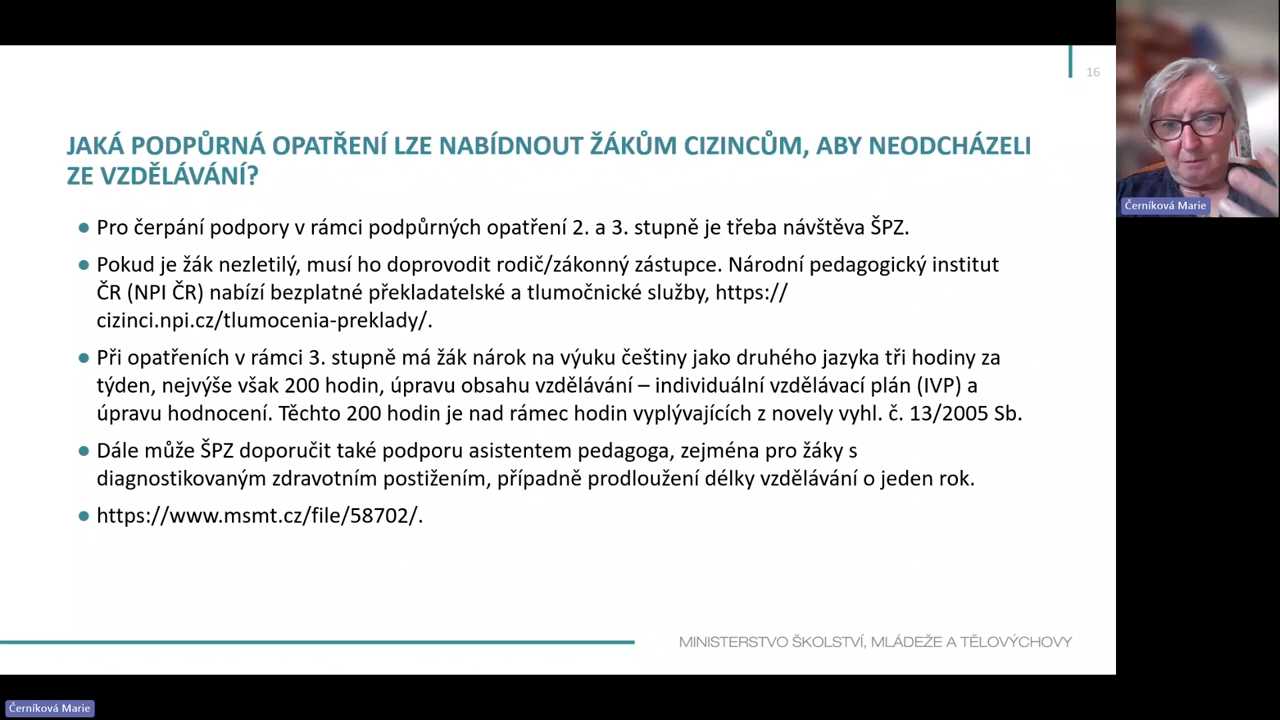 16
JAKÁ PODPŮRNÁ OPATŘENÍ LZE NABÍDNOUT ŽÁKŮM CIZINCŮM, ABY NEODCHÁZELI
ZE VZDĚLÁVÁNÍ?
● Pro čerpání podpory v rámci podpůrných opatření 2. a 3. stupně je třeba návštěva ŠPZ.
● Pokud je žák nezletilý, musí ho doprovodit rodič/zákonný zástupce. Národní pedagogický institut
ČR (NPI ČR) nabízí bezplatné překladatelské a tlumočnické služby, https://
cizinci.npi.cz/tlumocenia-preklady/.
● Při opatřeních v rámci 3. stupně má žák nárok na výuku češtiny jako druhého jazyka tři hodiny za
týden, nejvýše však 200 hodin, úpravu obsahu vzdělávání – individuální vzdělávací plán (IVP) a
úpravu hodnocení. Těchto 200 hodin je nad rámec hodin vyplývajících z novely vyhl. č. 13/2005 Sb.
● Dále může ŠPZ doporučit také podporu asistentem pedagoga, zejména pro žáky s
diagnostikovaným zdravotním postižením, případně prodloužení délky vzdělávání o jeden rok.
● https://www.msmt.cz/file/58702/.
MINISTERSTVO ŠKOLSTVÍ, MLÁDEŽE A TĚLOVÝCHOVY
Černíková Marie
Černíková Marie